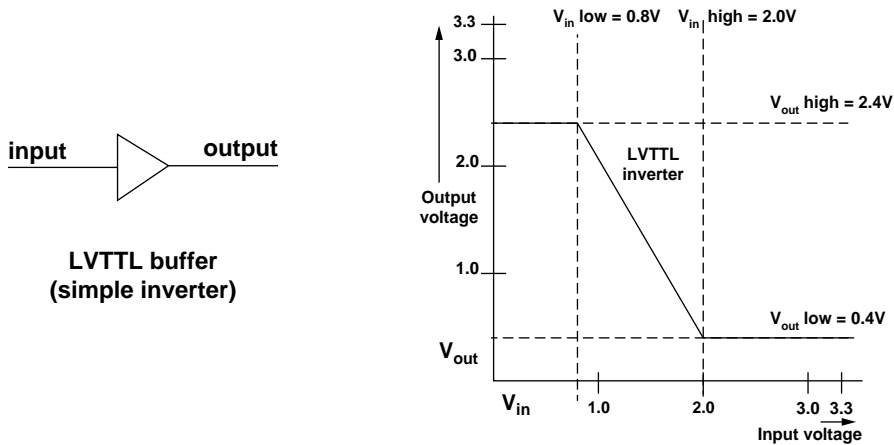 input
output
LVTTL buffer
(simple inverter)
3.3
3.0
2.0
Output
voltage
1.0
V_out
V_in low = 0.8V
V_in high = 2.0V
V_out high = 2.4V
LVTTL
inverter
V_out low = 0.4V
V_in
1.0
2.0
3.0
3.3
Input voltage